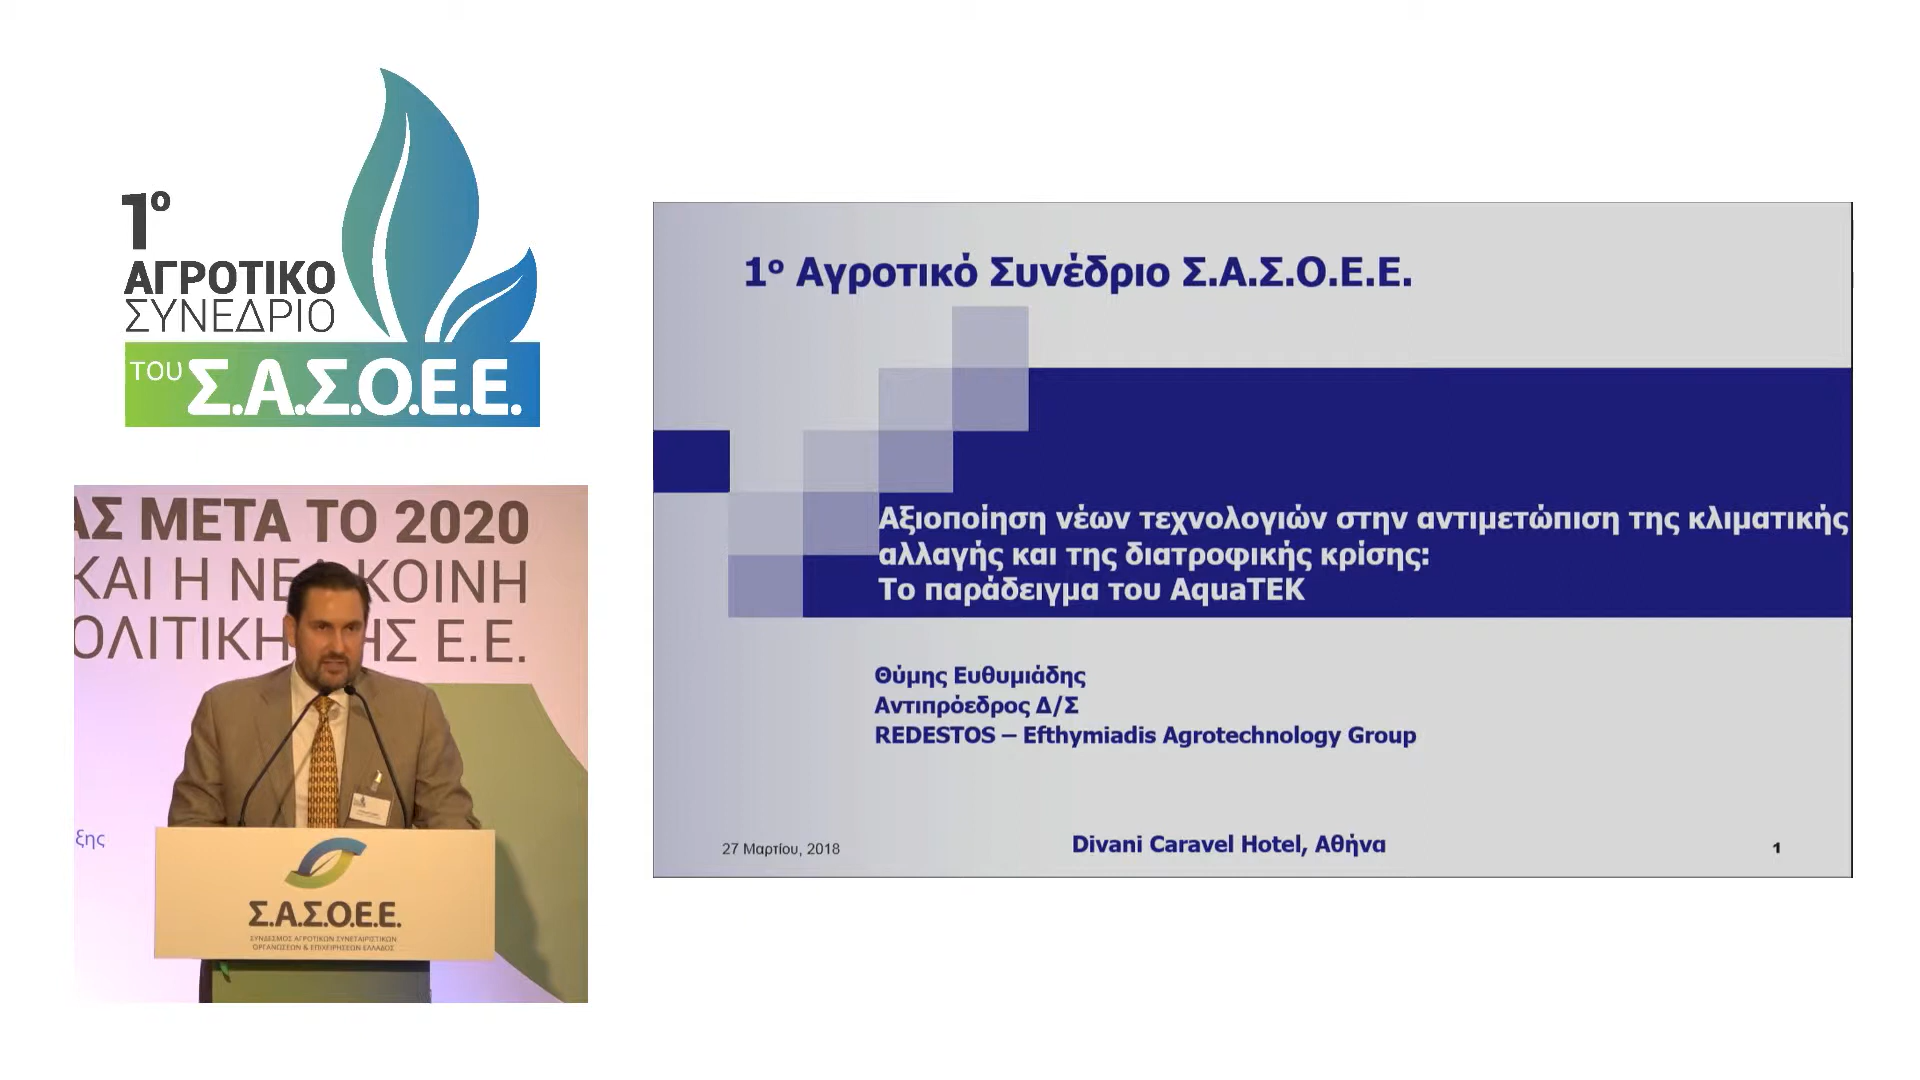 1ο
ΑΓΡΟΤΙΚΟ
ΣΥΝΕΔΡΙΟ
ΤΟΥ Σ.Α.Σ.Ο.Ε.Ε.
ΑΣ ΜΕΤΑ ΤΟ 2020
ΚΑΙ Η ΝΕΑ ΚΟΙΝΗ
ΟΛΙΤΙΚΗ ΤΗΣ Ε.Ε.
ξης
Σ.Α.Σ.Ο.Ε.Ε.
ΣΥΝΔΕΣΜΟΣ ΑΓΡΟΤΙΚΩΝ ΣΥΝΕΤΑΙΡΙΣΤΙΚΩΝ
ΟΡΓΑΝΩΣΕΩΝ & ΕΠΙΧΕΙΡΗΣΕΩΝ ΕΛΛΑΔΟΣ
1ο Αγροτικό Συνέδριο Σ.Α.Σ.Ο.Ε.Ε.
Αξιοποίηση νέων τεχνολογιών στην αντιμετώπιση της κλιματικής
αλλαγής και της διατροφικής κρίσης:
Το παράδειγμα του AquaTEK
Θύμης Ευθυμιάδης
Αντιπρόεδρος Δ/Σ
REDESTOS – Efthymiadis Agrotechnology Group
27 Μαρτίου, 2018
Divani Caravel Hotel, Αθήνα
1